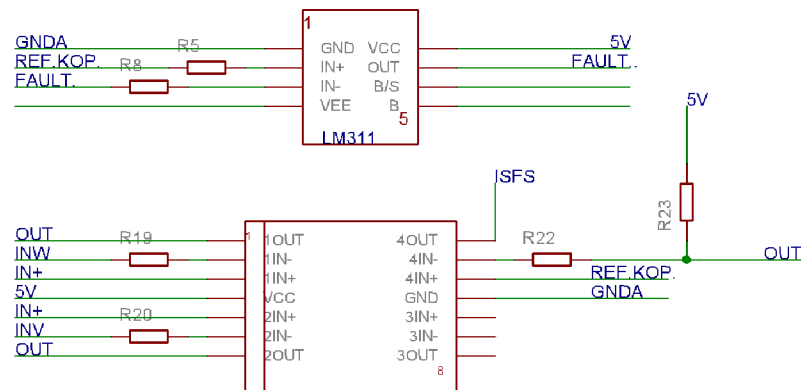 1
GNDA R5 GND VCC 5V
REF.KOP. R8 IN+ OUT FAULT..
FAULT. IN- B/S
VEE B
5
LM311
5V
ISFS
R23
1
OUT R19 1OUT 4OUT R22
INW 1IN- 4IN- OUT
IN+ 1IN+ 4IN+ REF.KOP.
5V VCC GND GNDA
IN+ R20 2IN+ 3IN+
INV 2IN- 3IN-
OUT 2OUT 3OUT
8